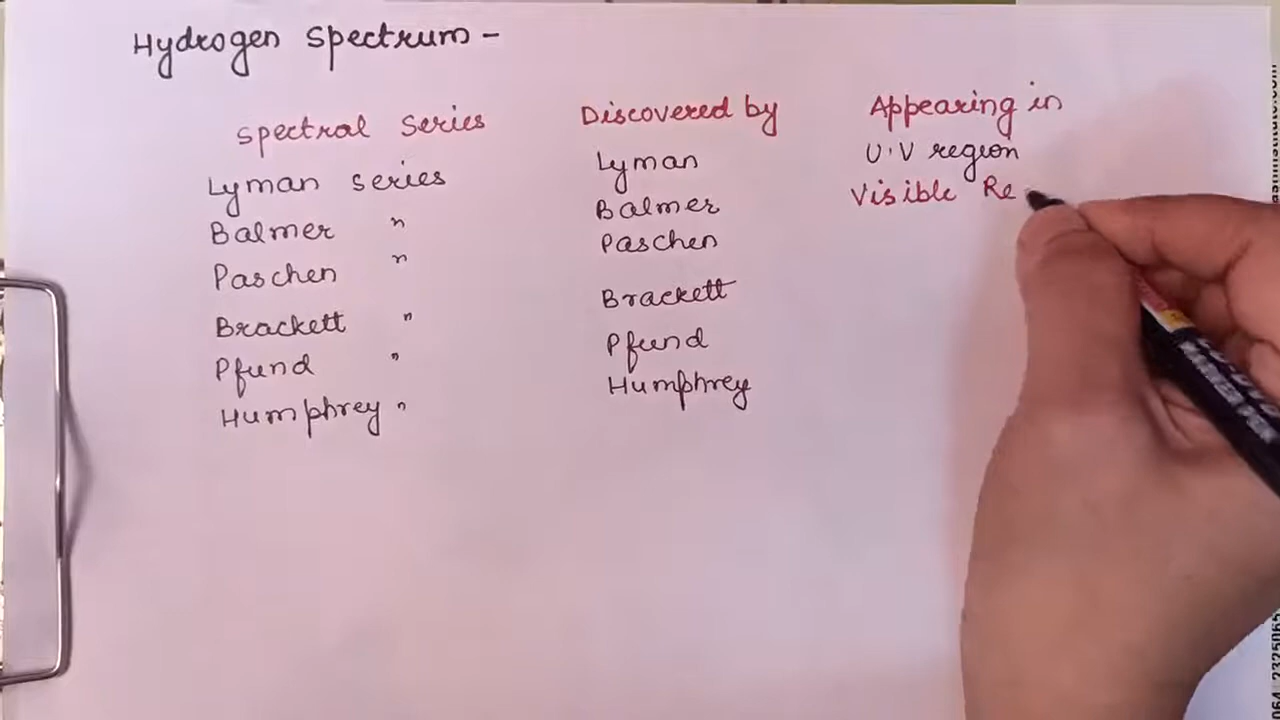 Hydrogen Spectrum -
Spectral Series Discovered by Appearing in
Lyman Series Lyman U.V region
Balmer " Balmer Visible Re
Paschen " Paschen
Brackett " Brackett
Pfund " Pfund
Humphrey " Humphrey